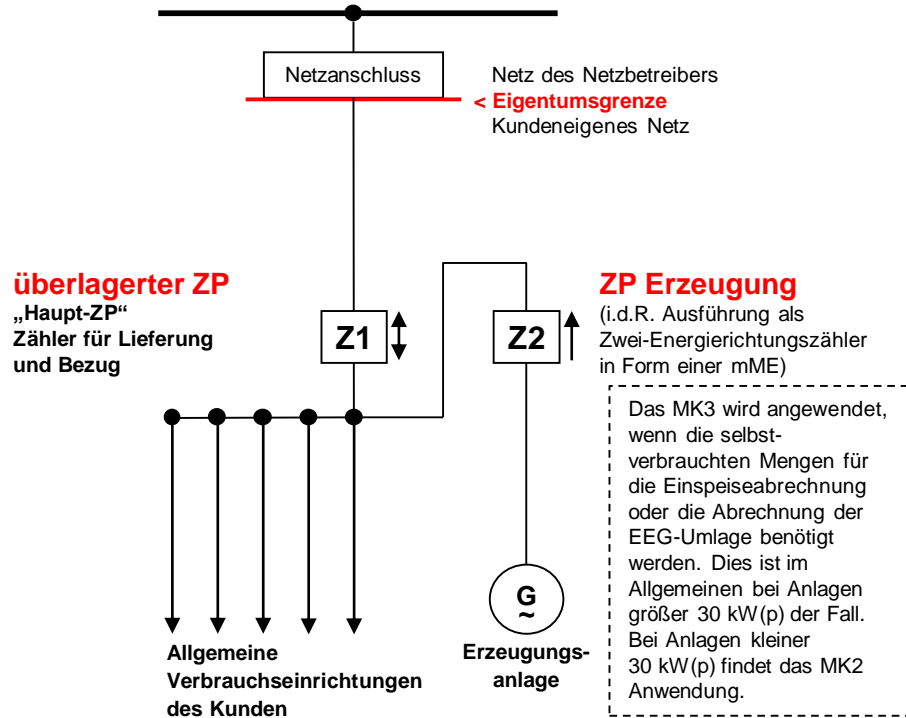 Netzanschluss
Netz des Netzbetreibers
< Eigentumsgrenze
Kundeneigenes Netz
überlagerter ZP
„Haupt-ZP“
Zähler für Lieferung
und Bezug
Z1
Z2
ZP Erzeugung
(i.d.R. Ausführung als
Zwei-Energierichtungszähler
in Form einer mME)
Das MK3 wird angewendet,
wenn die selbst-
verbrauchten Mengen für
die Einspeiseabrechnung
oder die Abrechnung der
EEG-Umlage benötigt
werden. Dies ist im
Allgemeinen bei Anlagen
größer 30 kW(p) der Fall.
Bei Anlagen kleiner
30 kW(p) findet das MK2
Anwendung.
G
~
Allgemeine
Verbrauchseinrichtungen
des Kunden
Erzeugungs-
anlage